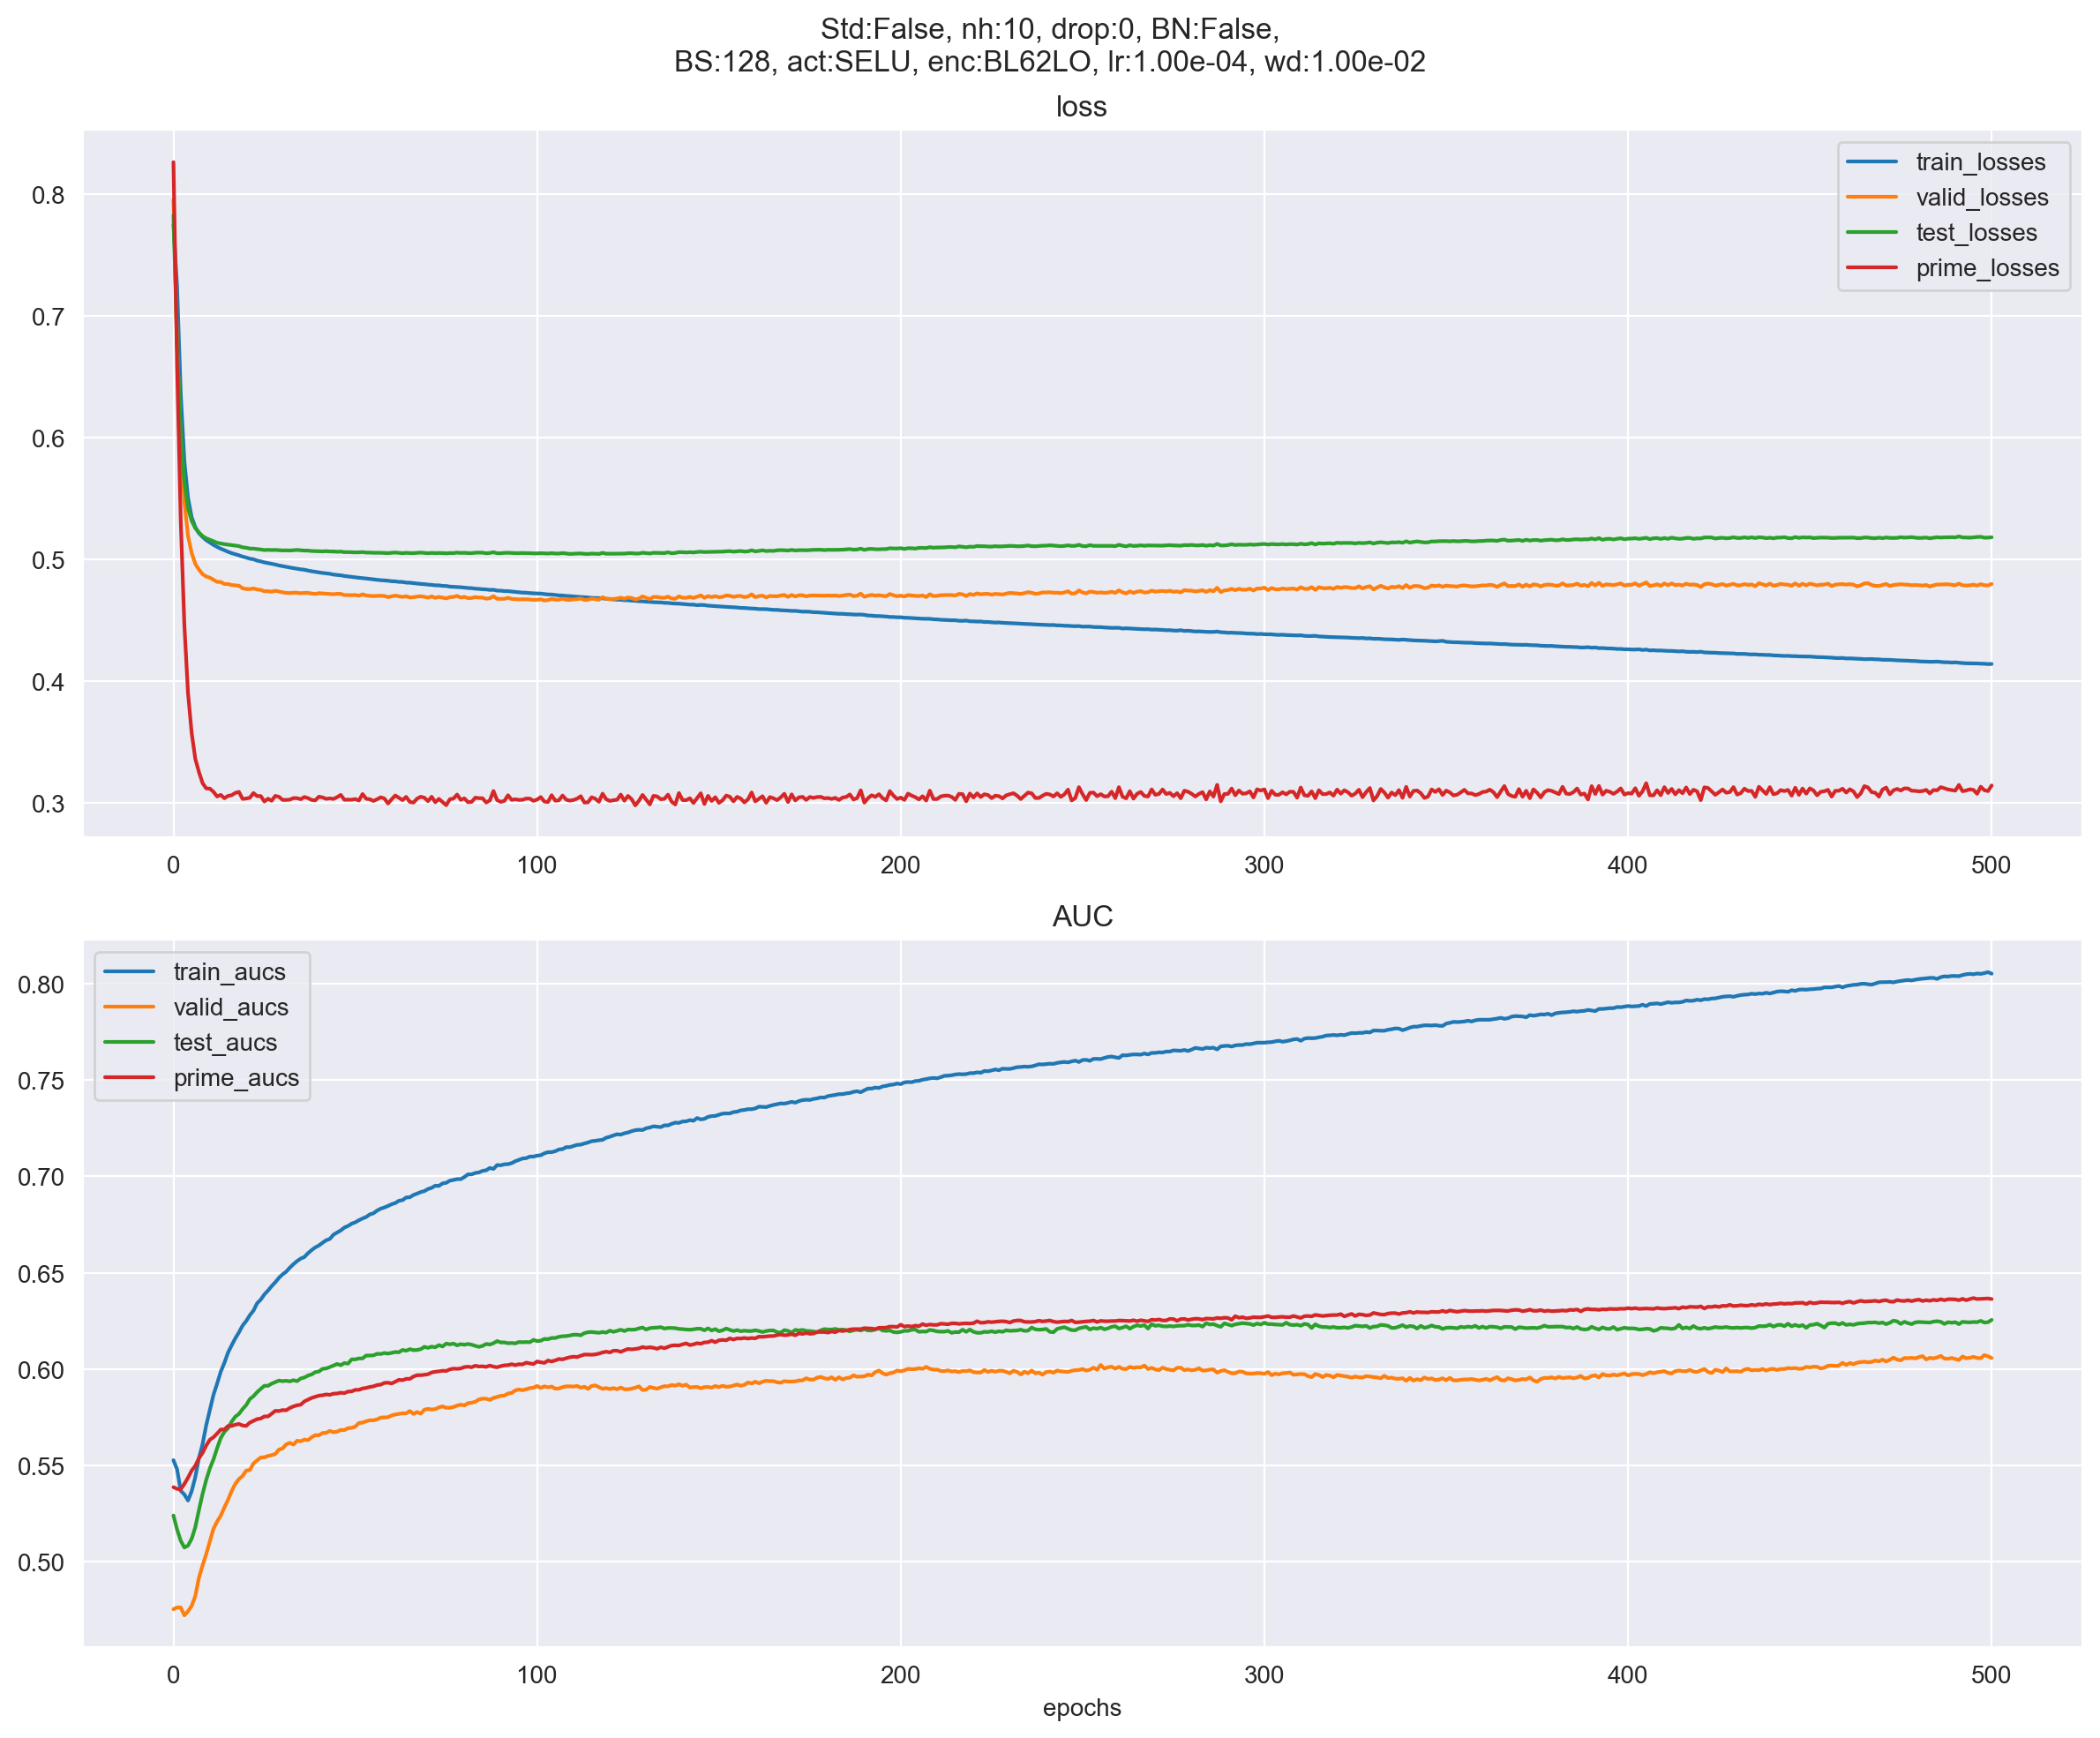 Std:False, nh:10, drop:0, BN:False,
BS:128, act:SELU, enc:BL62LO, lr:1.00e-04, wd:1.00e-02
loss
0.8
0.7
0.6
0.5
0.4
0.3
train_losses
valid_losses
test_losses
prime_losses
0 100 200 300 400 500
AUC
0.80
0.75
0.70
0.65
0.60
0.55
0.50
train_aucs
valid_aucs
test_aucs
prime_aucs
0 100 200 300 400 500
epochs